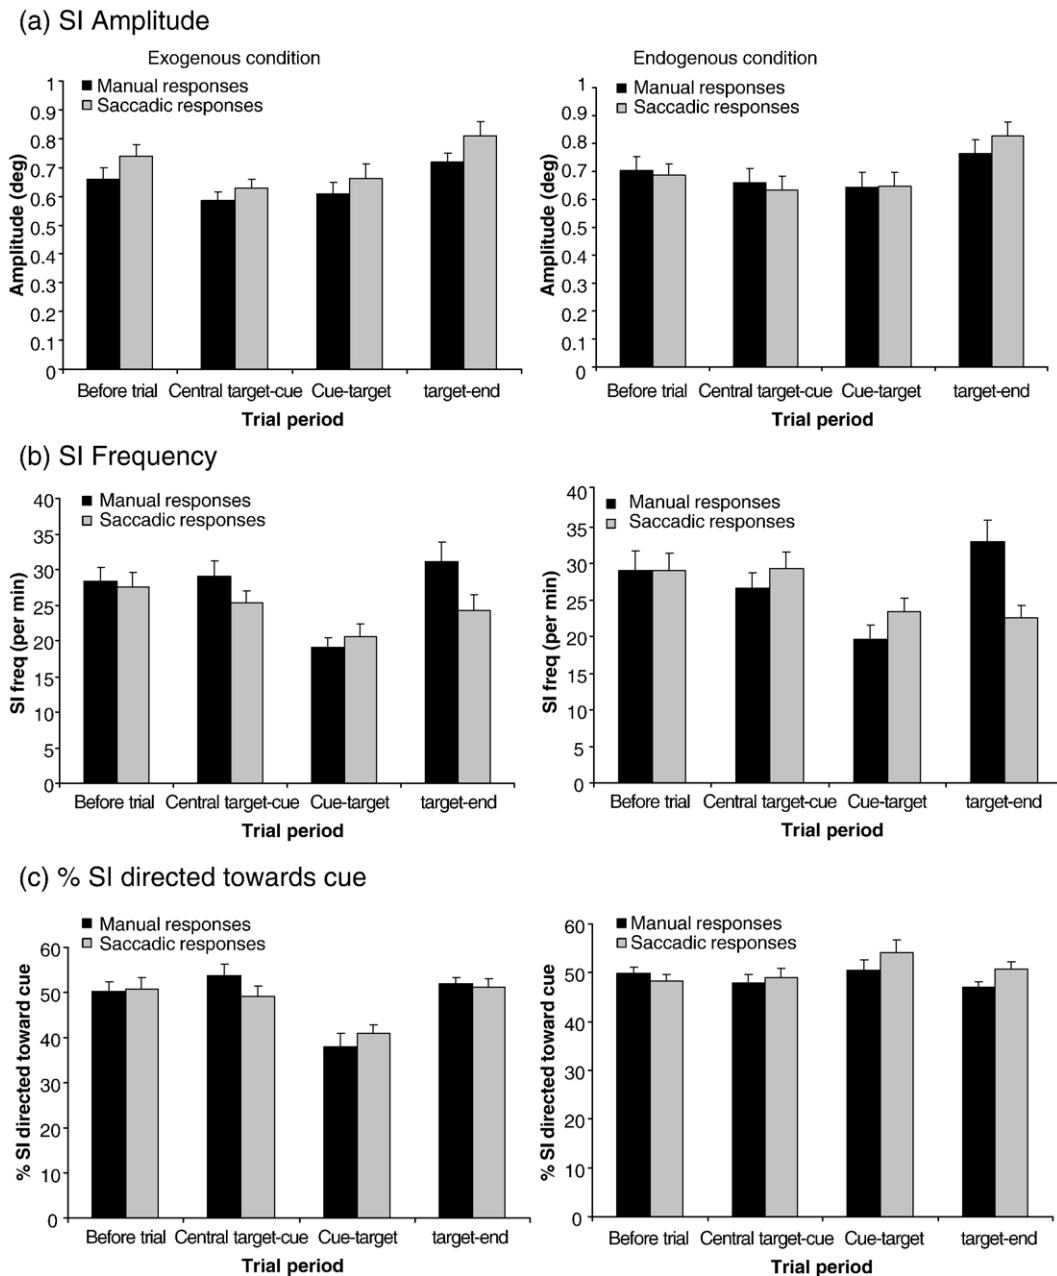 (a) SI Amplitude
Exogenous condition
Manual responses
Saccadic responses
Amplitude (deg)
1
0.9
0.8
0.7
0.6
0.5
0.4
0.3
0.2
0.1
0
Before trial Central target-cue Cue-target target-end
Trial period
Endogenous condition
Manual responses
Saccadic responses
Amplitude (deg)
1
0.9
0.8
0.7
0.6
0.5
0.4
0.3
0.2
0.1
0
Before trial Central target-cue Cue-target target-end
Trial period
(b) SI Frequency
Manual responses
Saccadic responses
SI freq (per min)
40
35
30
25
20
15
10
5
0
Before trial Central target-cue Cue-target target-end
Trial period
Manual responses
Saccadic responses
SI freq (per min)
40
35
30
25
20
15
10
5
0
Before trial Central target-cue Cue-target target-end
Trial period
(c) % SI directed towards cue
Manual responses
Saccadic responses
% SI directed toward cue
60
50
40
30
20
10
0
Before trial Central target-cue Cue-target target-end
Trial period
Manual responses
Saccadic responses
% SI directed toward cue
60
50
40
30
20
10
0
Before trial Central target-cue Cue-target target-end
Trial period